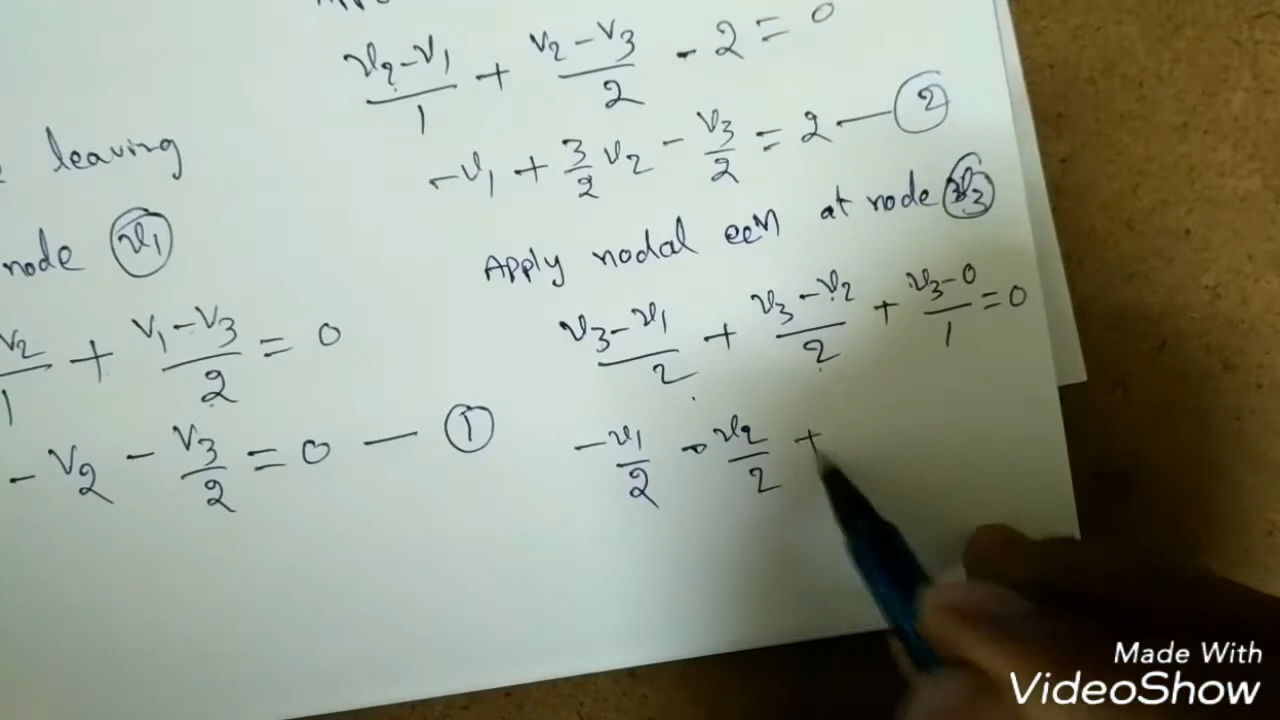 leaving
node (v1)
v2/1 + (v1-v3)/2 = 0
-v2 - v3/2 = 0 — (1)
(v2-v1)/1 + (v2-v3)/2 - 2 = 0
-v1 + 3/2 v2 - v3/2 = 2 — (2)
Apply nodal eqn at node (v3)
(v3-v1)/2 + (v3-v2)/2 + (v3-0)/1 = 0
-v1/2 - v2/2 +
Made With
VideoShow